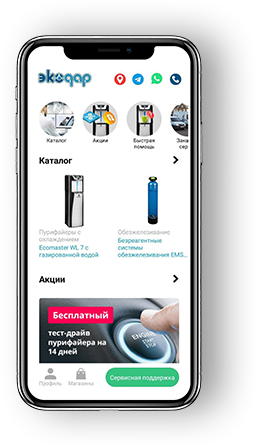 экодар
Каталог
Акции
Быстрая
помощь
Зака
Каталог
Пурифайеры с
охлаждением
Ecomaster WL 7 с
газированной водой
Обезжелезивание
Безреагентные
системы
обезжелезивания EMS...
Акции
Бесплатный
тест-драйв
пурифайера на
14 дней
ENGINE
Профиль
Магазины
Сервисная поддержка